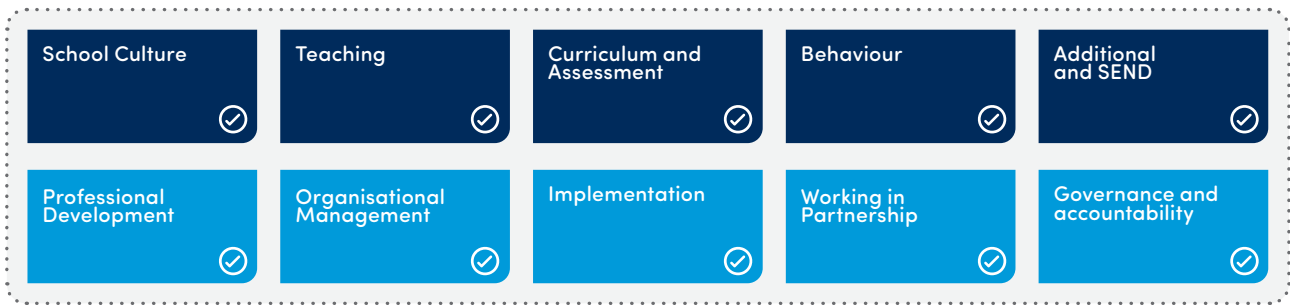 School Culture
Teaching
Curriculum and
Assessment
Behaviour
Additional
and SEND
Professional
Development
Organisational
Management
Implementation
Working in
Partnership
Governance and
accountability